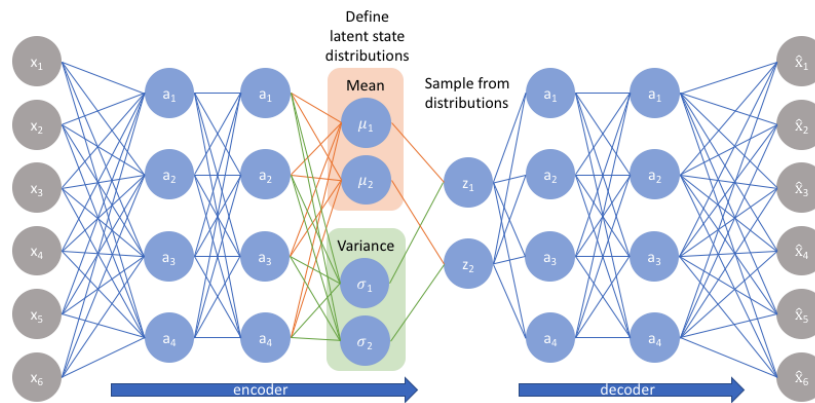 Define
latent state
distributions
Mean
Sample from
distributions
Variance
x₁
x₂
x₃
x₄
x₅
x₆
a₁
a₂
a₃
a₄
a₁
a₂
a₃
a₄
μ₁
μ₂
σ₁
σ₂
z₁
z₂
a₁
a₂
a₃
a₄
a₁
a₂
a₃
a₄
x̂₁
x̂₂
x̂₃
x̂₄
x̂₅
x̂₆
encoder
decoder